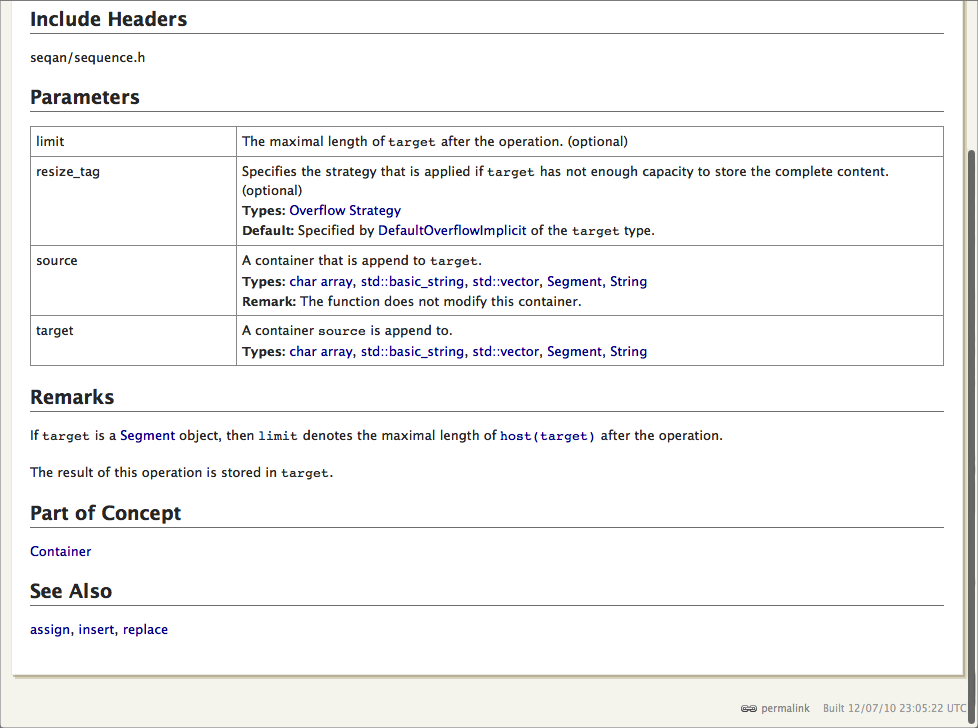 Include Headers
seqan/sequence.h
Parameters
limit The maximal length of target after the operation. (optional)
resize_tag Specifies the strategy that is applied if target has not enough capacity to store the complete content.
(optional)
Types: Overflow Strategy
Default: Specified by DefaultOverflowImplicit of the target type.
source A container that is append to target.
Types: char array, std::basic_string, std::vector, Segment, String
Remark: The function does not modify this container.
target A container source is append to.
Types: char array, std::basic_string, std::vector, Segment, String
Remarks
If target is a Segment object, then limit denotes the maximal length of host(target) after the operation.
The result of this operation is stored in target.
Part of Concept
Container
See Also
assign, insert, replace
permalink Built 12/07/10 23:05:22 UTC